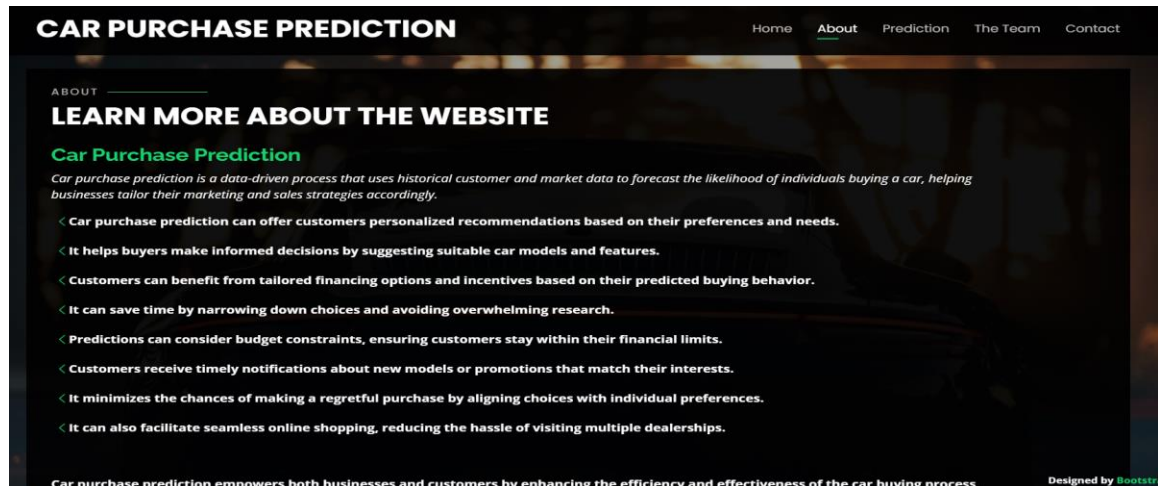 CAR PURCHASE PREDICTION
Home About Prediction The Team Contact
ABOUT
LEARN MORE ABOUT THE WEBSITE
Car Purchase Prediction
Car purchase prediction is a data-driven process that uses historical customer and market data to forecast the likelihood of individuals buying a car, helping
businesses tailor their marketing and sales strategies accordingly.
Car purchase prediction can offer customers personalized recommendations based on their preferences and needs.
It helps buyers make informed decisions by suggesting suitable car models and features.
Customers can benefit from tailored financing options and incentives based on their predicted buying behavior.
It can save time by narrowing down choices and avoiding overwhelming research.
Predictions can consider budget constraints, ensuring customers stay within their financial limits.
Customers receive timely notifications about new models or promotions that match their interests.
It minimizes the chances of making a regretful purchase by aligning choices with individual preferences.
It can also facilitate seamless online shopping, reducing the hassle of visiting multiple dealerships.
Car purchase prediction empowers both businesses and customers by enhancing the efficiency and effectiveness of the car buying process
Designed by Bootstra